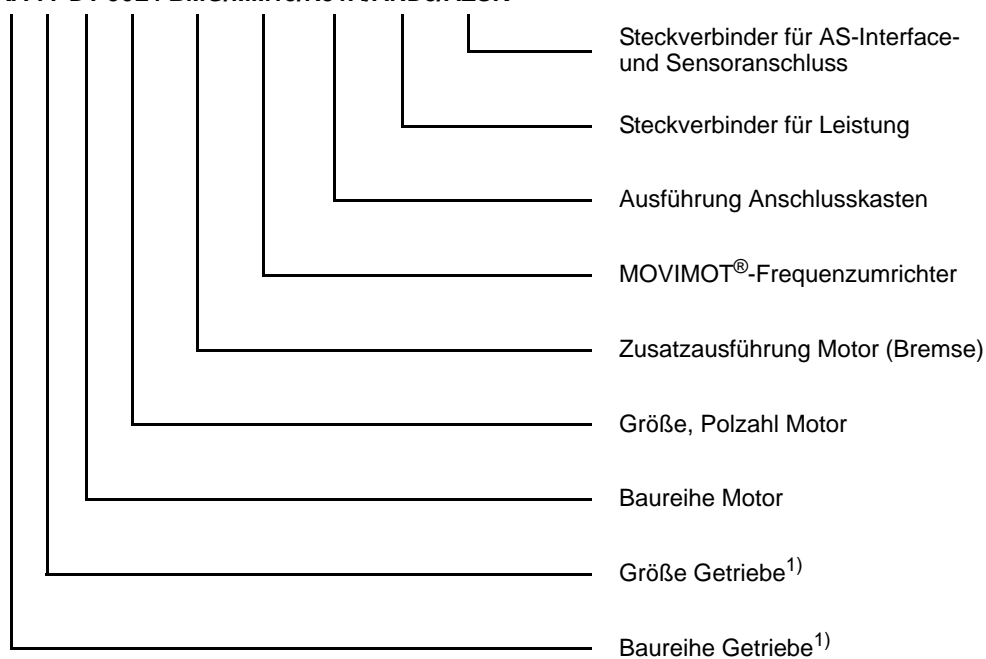 Steckverbinder für AS-Interface-
und Sensoranschluss
Steckverbinder für Leistung
Ausführung Anschlusskasten
MOVIMOT®-Frequenzumrichter
Zusatzausführung Motor (Bremse)
Größe, Polzahl Motor
Baureihe Motor
Größe Getriebe1)
Baureihe Getriebe1)